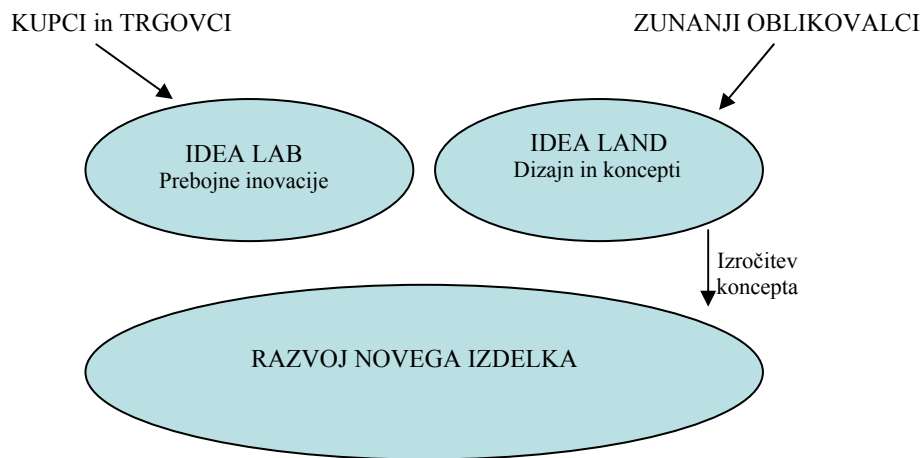 KUPCI in TRGOVCI
ZUNANJI OBLIKOVALCI
IDEA LAB
Prebojne inovacije
IDEA LAND
Dizajn in koncepti
Izročitev
koncepta
RAZVOJ NOVEGA IZDELKA